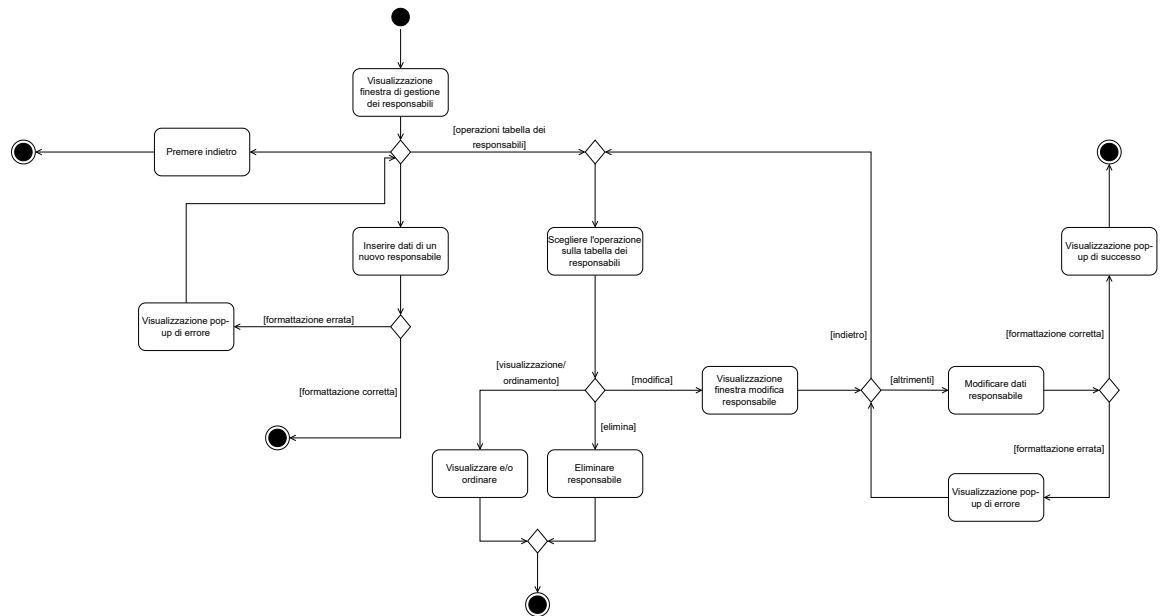 Visualizzazione
finestra di gestione
dei responsabili
[operazioni tabella dei
responsabili]
Premere indietro
Inserire dati di un
nuovo responsabile
Scegliere l'operazione
sulla tabella dei
responsabili
Visualizzazione pop-
up di successo
Visualizzazione pop-
up di errore
[formattazione errata]
[indietro]
[formattazione corretta]
[visualizzazione/
ordinamento]
[modifica]
Visualizzazione
finestra modifica
responsabile
[altrimenti]
Modificare dati
responsabile
[formattazione corretta]
[elimina]
[formattazione errata]
Visualizzare e/o
ordinare
Eliminare
responsabile
Visualizzazione pop-
up di errore